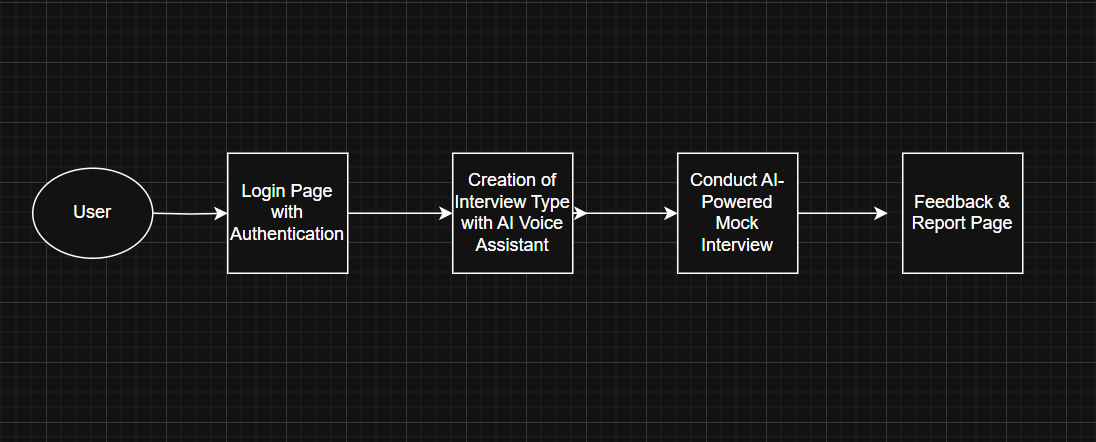 User
Login Page
with
Authentication
Creation of
Interview Type
with AI Voice
Assistant
Conduct AI-
Powered
Mock
Interview
Feedback &
Report Page